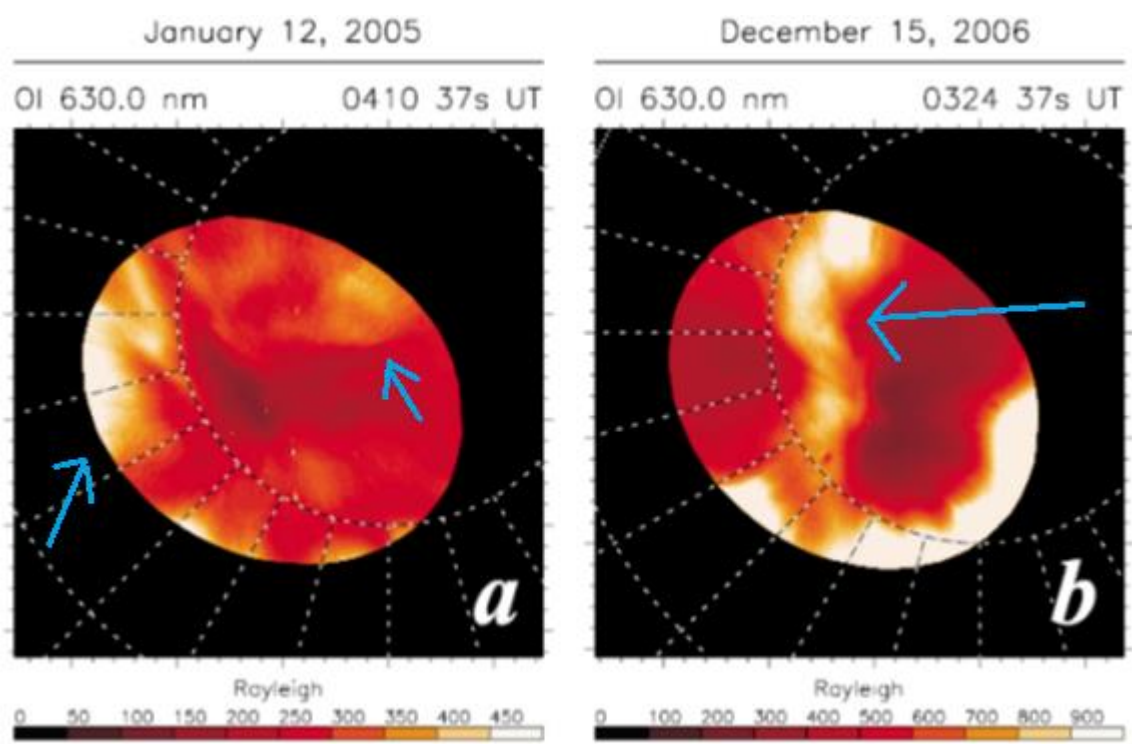 January 12, 2005
OI 630.0 nm 0410 37s UT
a
Rayleigh
0 50 100 150 200 250 300 350 400 450
December 15, 2006
OI 630.0 nm 0324 37s UT
b
Rayleigh
0 100 200 300 400 500 600 700 800 900